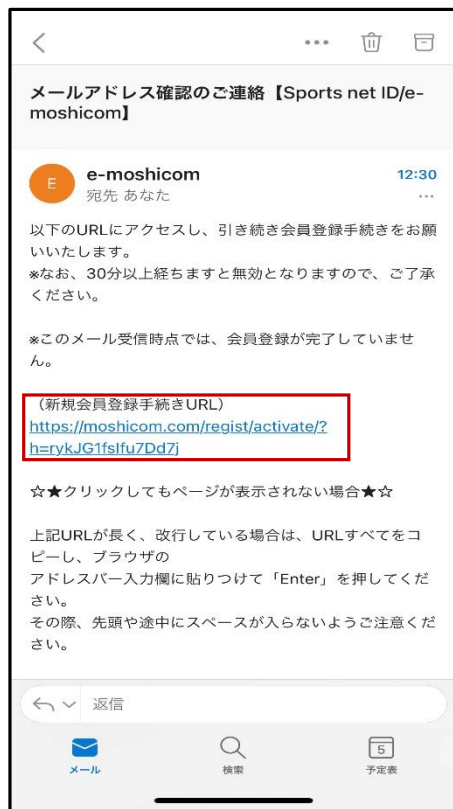 メールアドレス確認のご連絡【Sports net ID/e-
moshicom】
E
e-moshicom
12:30
宛先 あなた
以下のURLにアクセスし、引き続き会員登録手続きをお願
いいたします。
※なお、30分以上経ちますと無効となりますので、ご了承
ください。
※このメール受信時点では、会員登録が完了していませ
ん。
（新規会員登録手続きURL）
https://moshicom.com/regist/activate/?
h=rykJG1fsIfu7Dd7j
☆★クリックしてもページが表示されない場合★☆
上記URLが長く、改行している場合は、URLすべてをコ
ピーし、ブラウザの
アドレスバー入力欄に貼りつけて「Enter」を押してくだ
さい。
その際、先頭や途中にスペースが入らないようご注意くだ
さい。
返信
メール
検索
5
予定表